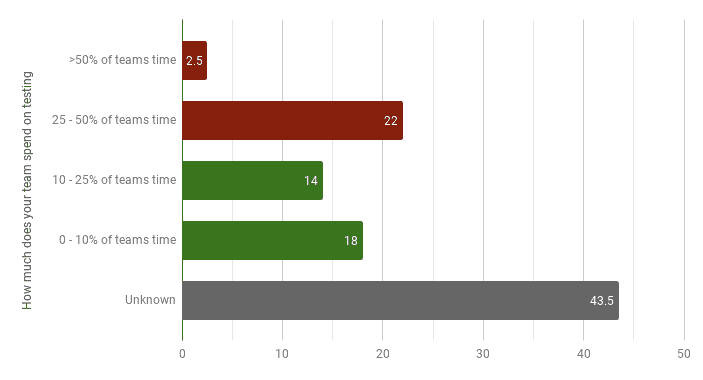 How much does your team spend on testing
>50% of teams time
2.5
25 - 50% of teams time
22
10 - 25% of teams time
14
0 - 10% of teams time
18
Unknown
43.5
0
10
20
30
40
50